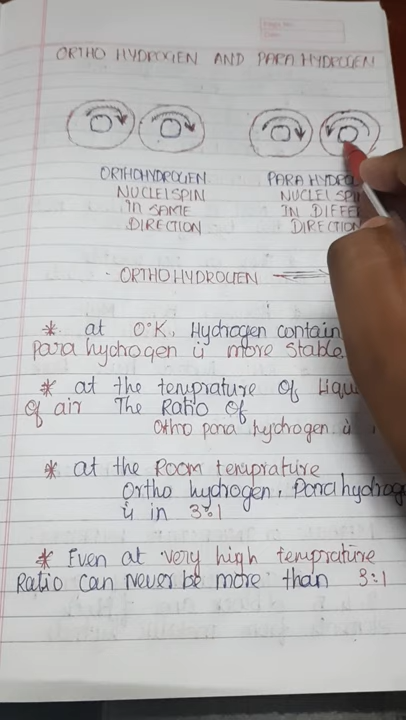 ORTHO HYDROGEN AND PARA HYDROGEN
ORTHOHYDROGEN
NUCLEI SPIN
IN SAME
DIRECTION
PARA HYDRO
NUCLEI SPI
IN DIFFE
DIRECTION
ORTHOHYDROGEN
* at 0°K, Hydrogen contain
para hydrogen is more stable.
* at the temprature of Liqu
of air The Ratio of
Ortho para hydrogen is
* at the Room temprature
Ortho hydrogen, Parahydrog
is in 3:1
* Even at very high temprature
Ratio can never be more than 3:1